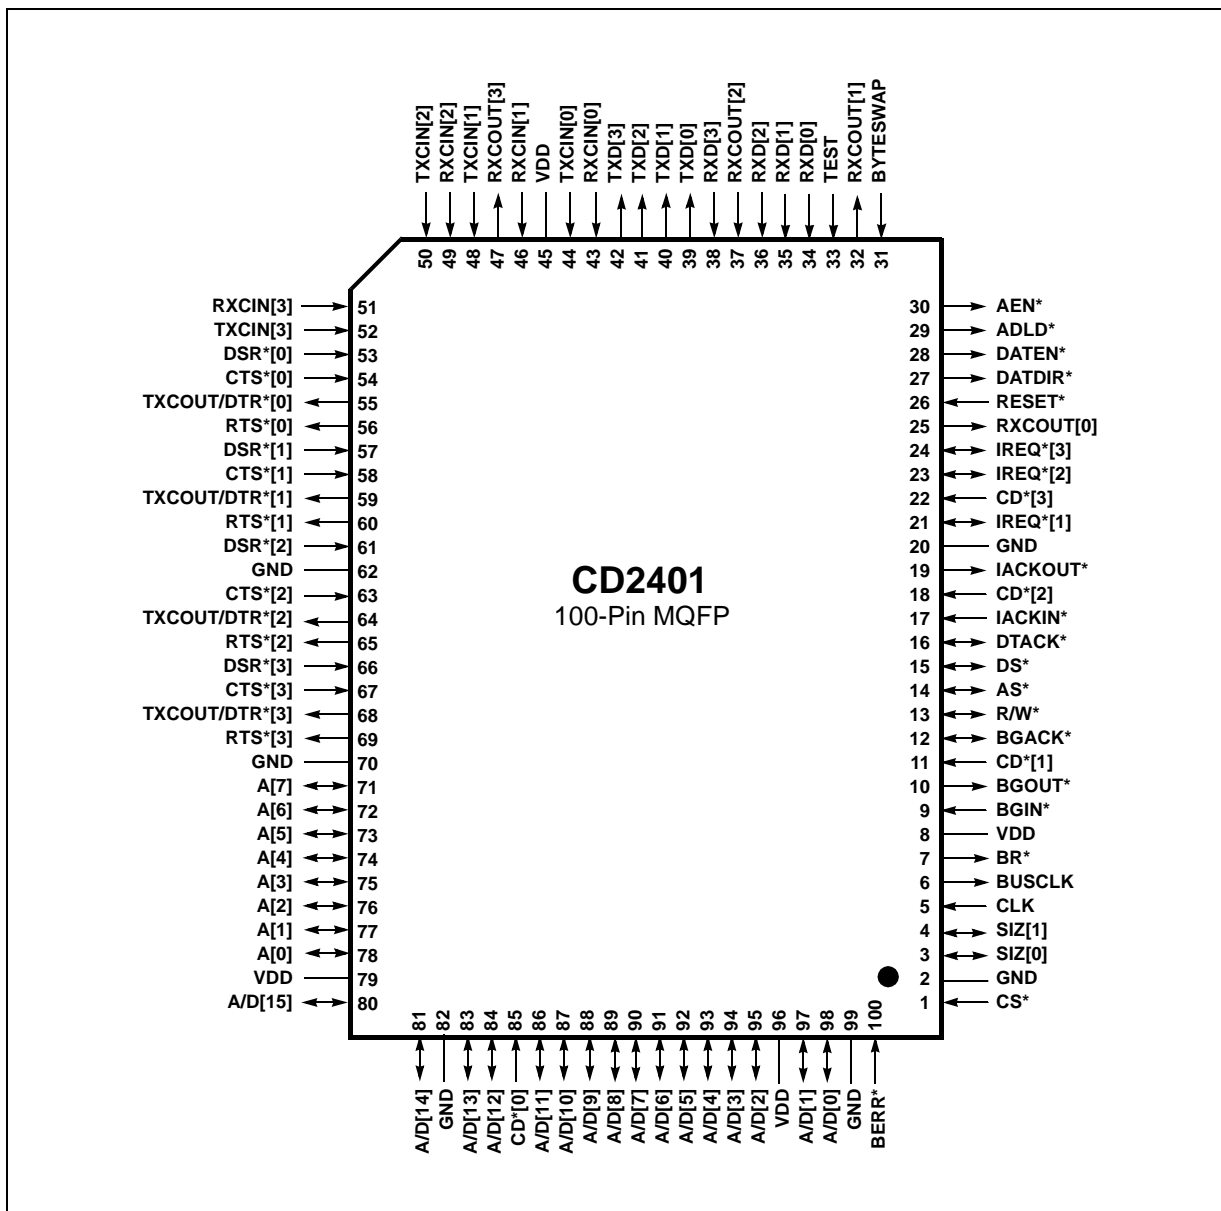 TXCIN[2]
RXCIN[2]
TXCIN[1]
RXCOUT[3]
RXCIN[1]
VDD
TXCIN[0]
RXCIN[0]
TXD[3]
TXD[2]
TXD[1]
TXD[0]
RXD[3]
RXCOUT[2]
RXD[2]
RXD[1]
RXD[0]
TEST
RXCOUT[1]
BYTESWAP
50 49 48 47 46 45 44 43 42 41 40 39 38 37 36 35 34 33 32 31
RXCIN[3] 51
TXCIN[3] 52
DSR*[0] 53
CTS*[0] 54
TXCOUT/DTR*[0] 55
RTS*[0] 56
DSR*[1] 57
CTS*[1] 58
TXCOUT/DTR*[1] 59
RTS*[1] 60
DSR*[2] 61
GND 62
CTS*[2] 63
TXCOUT/DTR*[2] 64
RTS*[2] 65
DSR*[3] 66
CTS*[3] 67
TXCOUT/DTR*[3] 68
RTS*[3] 69
GND 70
A[7] 71
A[6] 72
A[5] 73
A[4] 74
A[3] 75
A[2] 76
A[1] 77
A[0] 78
VDD 79
A/D[15] 80
CD2401
100-Pin MQFP
30 AEN*
29 ADLD*
28 DATEN*
27 DATDIR*
26 RESET*
25 RXCOUT[0]
24 IREQ*[3]
23 IREQ*[2]
22 CD*[3]
21 IREQ*[1]
20 GND
19 IACKOUT*
18 CD*[2]
17 IACKIN*
16 DTACK*
15 DS*
14 AS*
13 R/W*
12 BGACK*
11 CD*[1]
10 BGOUT*
9 BGIN*
8 VDD
7 BR*
6 BUSCLK
5 CLK
4 SIZ[1]
3 SIZ[0]
2 GND
1 CS*
81 82 83 84 85 86 87 88 89 90 91 92 93 94 95 96 97 98 99 100
A/D[14]
GND
A/D[13]
A/D[12]
CD*[0]
A/D[11]
A/D[10]
A/D[9]
A/D[8]
A/D[7]
A/D[6]
A/D[5]
A/D[4]
A/D[3]
A/D[2]
VDD
A/D[1]
A/D[0]
GND
BERR*